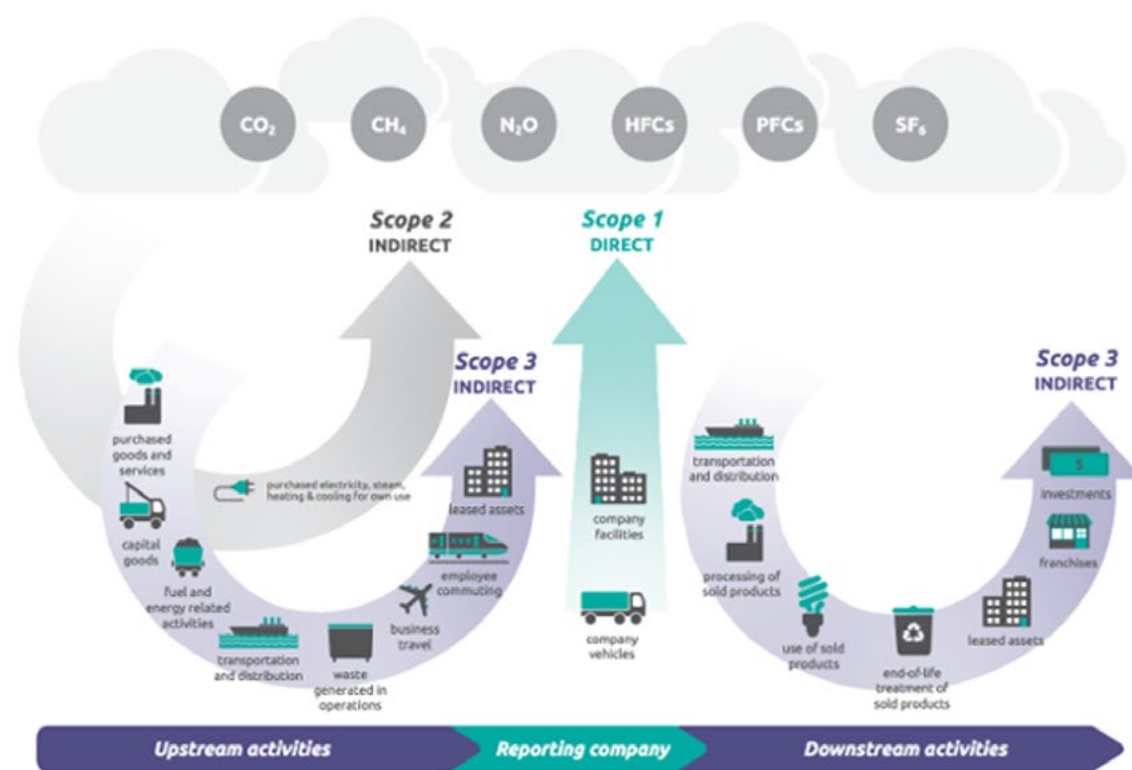 CO₂
CH₄
N₂O
HFCs
PFCs
SF₆
Scope 2
INDIRECT
Scope 1
DIRECT
Scope 3
INDIRECT
Scope 3
INDIRECT
purchased
goods and
services
capital
goods
fuel and
energy related
activities
transportation
and distribution
waste
generated in
operations
business
travel
employee
commuting
leased assets
purchased electricity, steam,
heating & cooling for own use
company
facilities
company
vehicles
transportation
and distribution
processing of
sold products
use of sold
products
end-of-life
treatment of
sold products
leased assets
franchises
investments
$
Upstream activities
Reporting company
Downstream activities